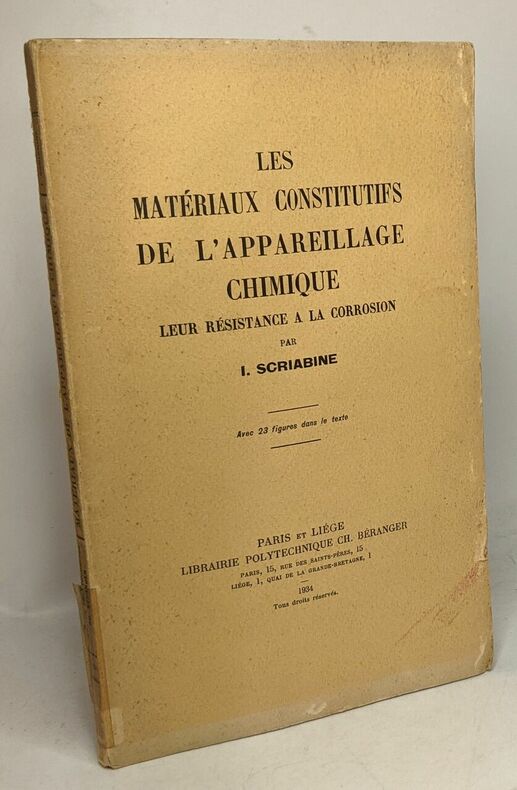 LES
MATÉRIAUX CONSTITUTIFS
DE L'APPAREILLAGE
CHIMIQUE
LEUR RÉSISTANCE A LA CORROSION
PAR
I. SCRIABINE
Avec 23 figures dans le texte
PARIS ET LIÉGE
LIBRAIRIE POLYTECHNIQUE CH. BÉRANGER
PARIS, 15, RUE DES SAINTS-PÈRES, 15
LIÉGE, 1, QUAI DE LA GRANDE-BRETAGNE, 1
1934
Tous droits réservés.